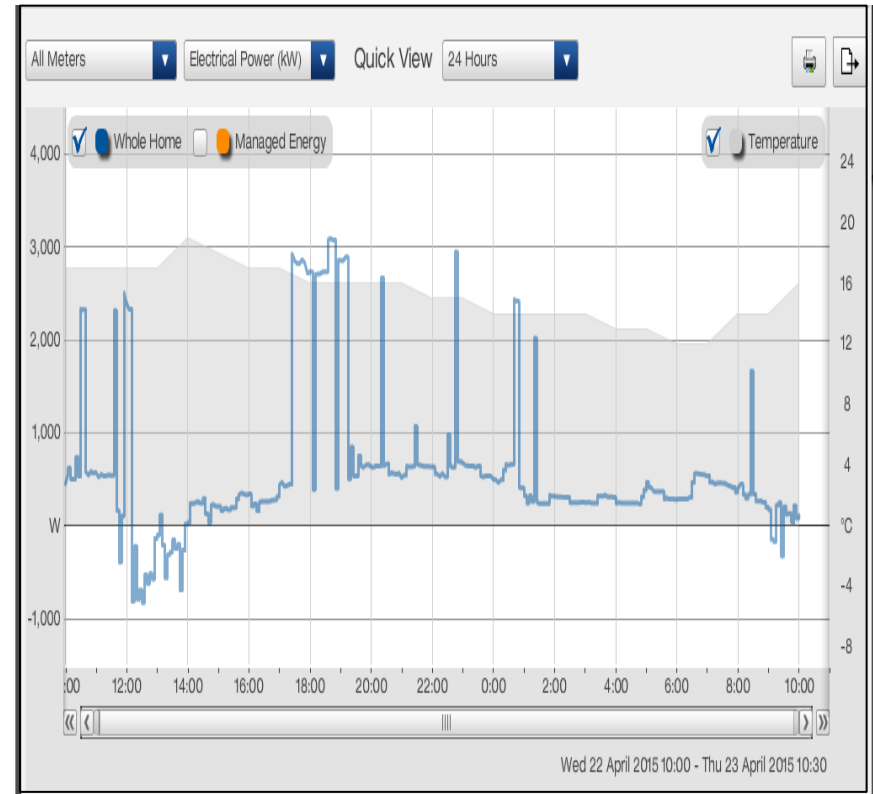 All Meters Electrical Power (kW) Quick View 24 Hours
Whole Home Managed Energy Temperature
4,000 24
20
3,000
16
2,000 12
8
1,000
4
W °C
-4
-1,000
-8
:00 12:00 14:00 16:00 18:00 20:00 22:00 0:00 2:00 4:00 6:00 8:00 10:00
Wed 22 April 2015 10:00 - Thu 23 April 2015 10:30